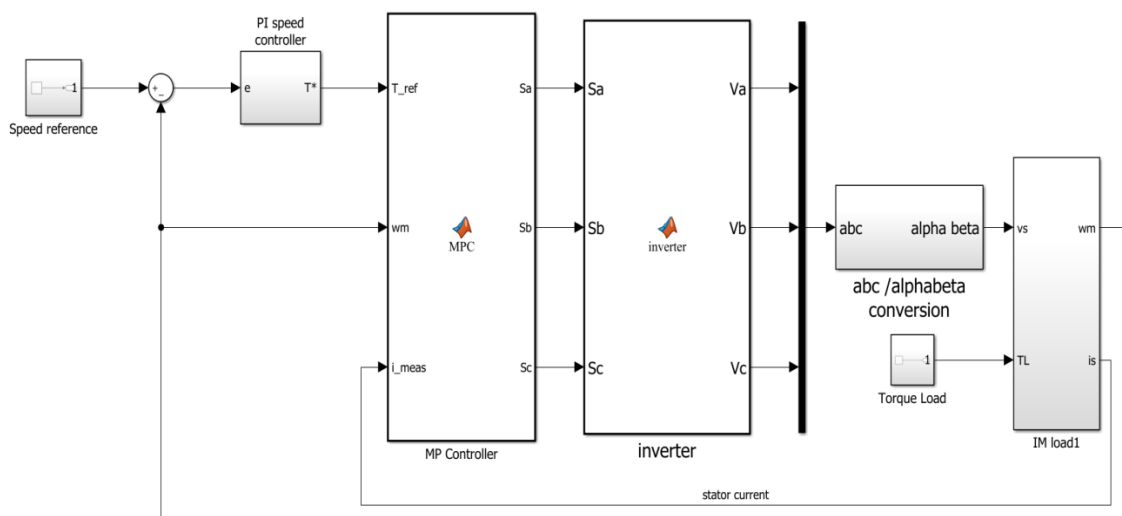 PI speed
controller
1
Speed reference
+
-
e
T*
T_ref
wm
i_meas
MPC
Sa
Sb
Sc
MP Controller
Sa
Sb
Sc
inverter
Va
Vb
Vc
inverter
abc
alpha beta
abc /alphabeta
conversion
1
Torque Load
vs
TL
wm
is
IM load1
stator current